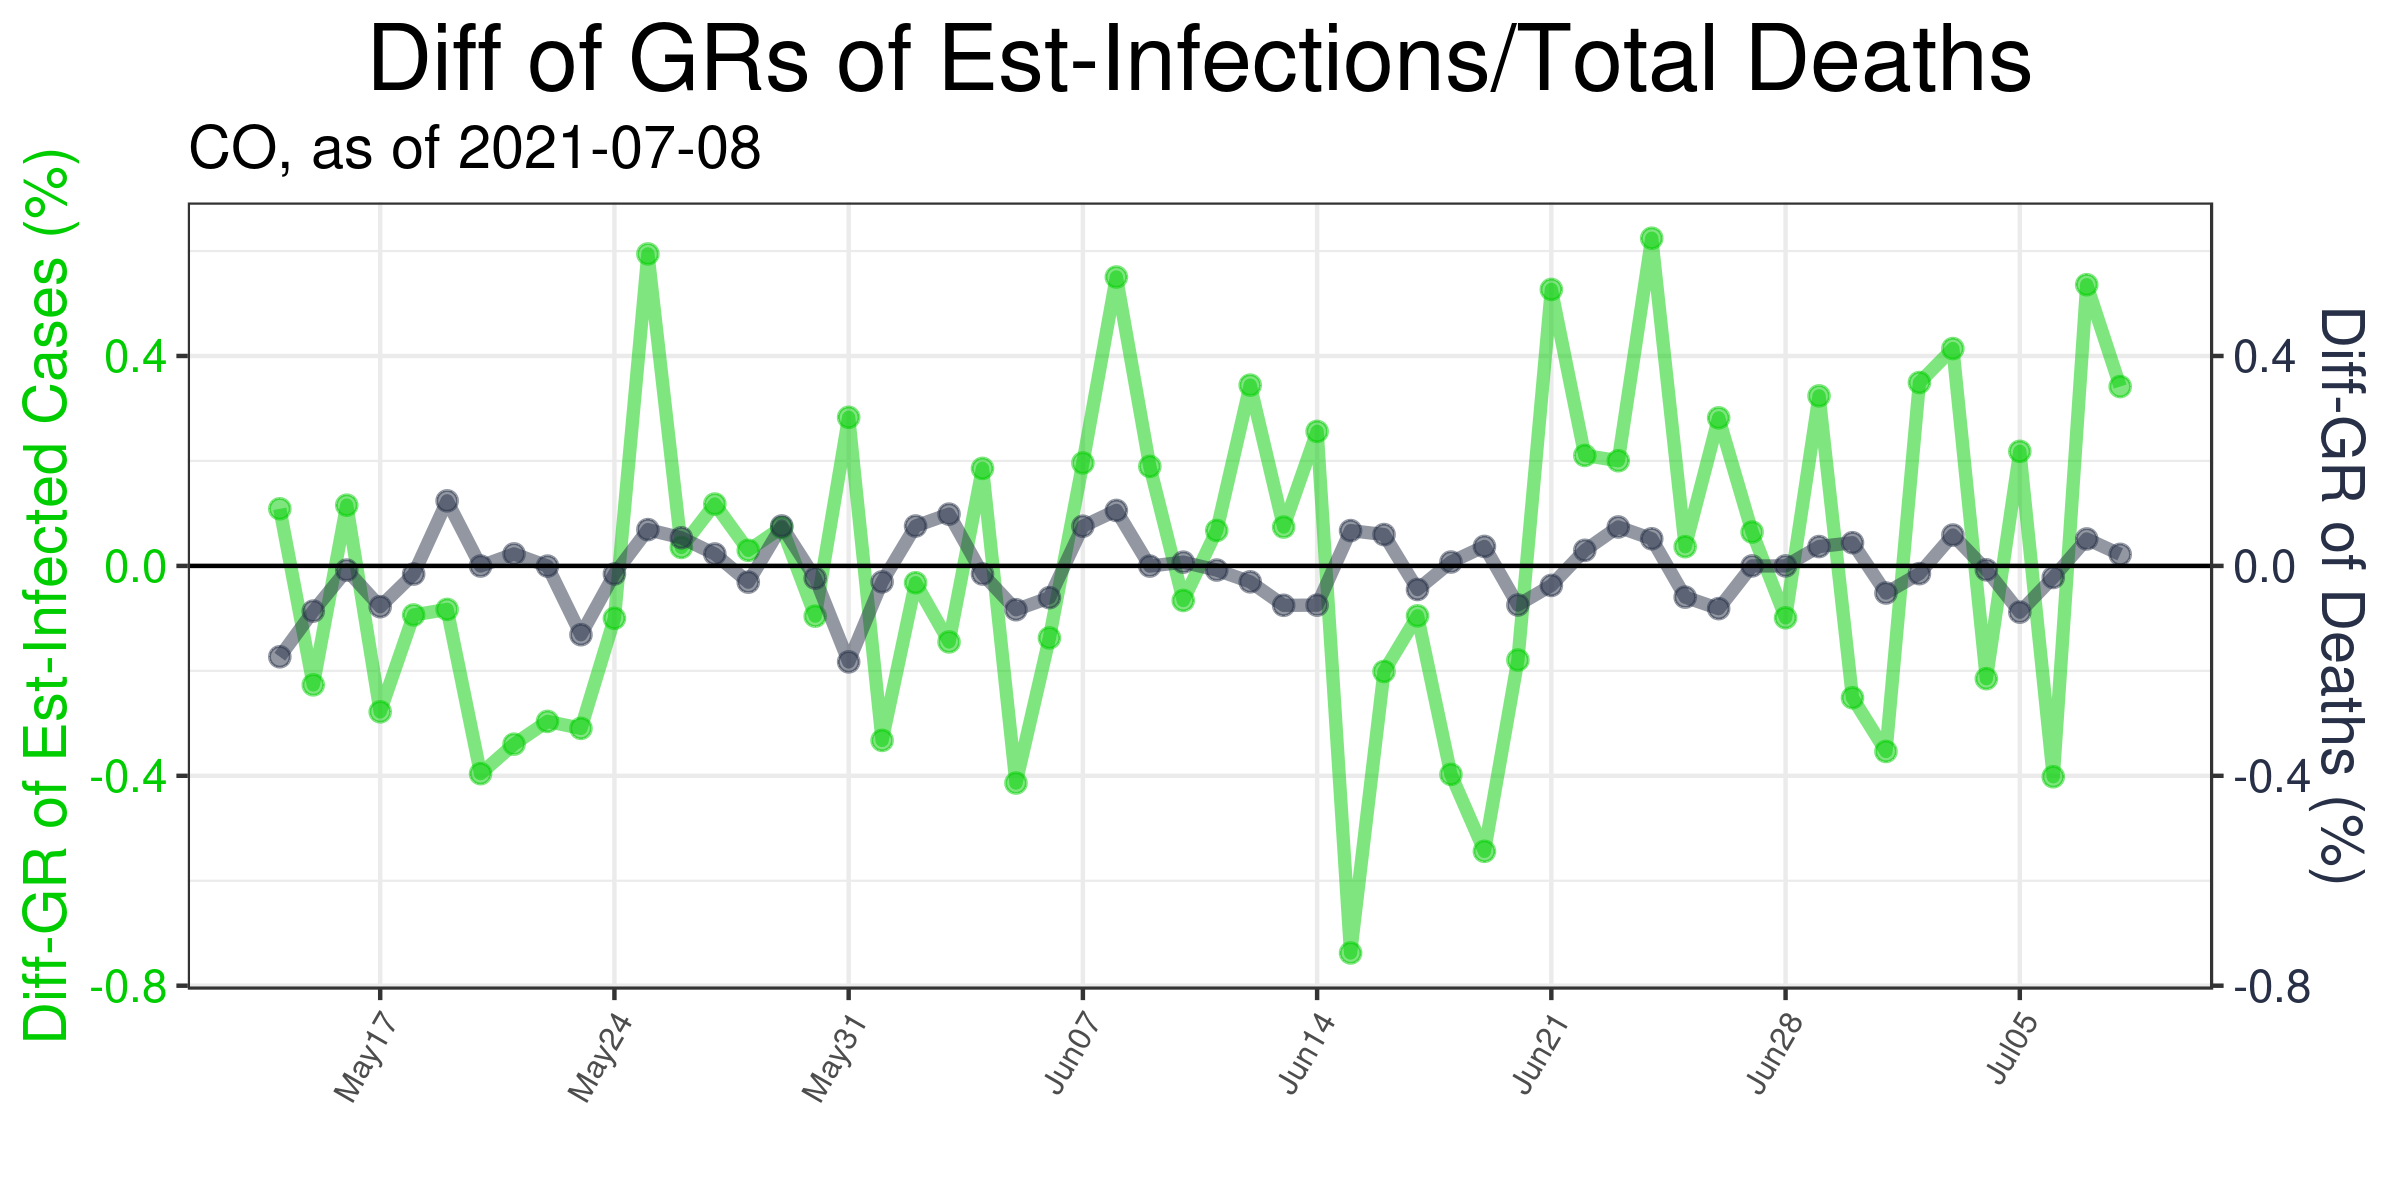 Diff of GRs of Est-Infections/Total Deaths
CO, as of 2021-07-08
Diff-GR of Est-Infected Cases (%)
0.4
0.0
-0.4
-0.8
0.4
0.0
-0.4
-0.8
Diff-GR of Deaths (%)
May17
May24
May31
Jun07
Jun14
Jun21
Jun28
Jul05